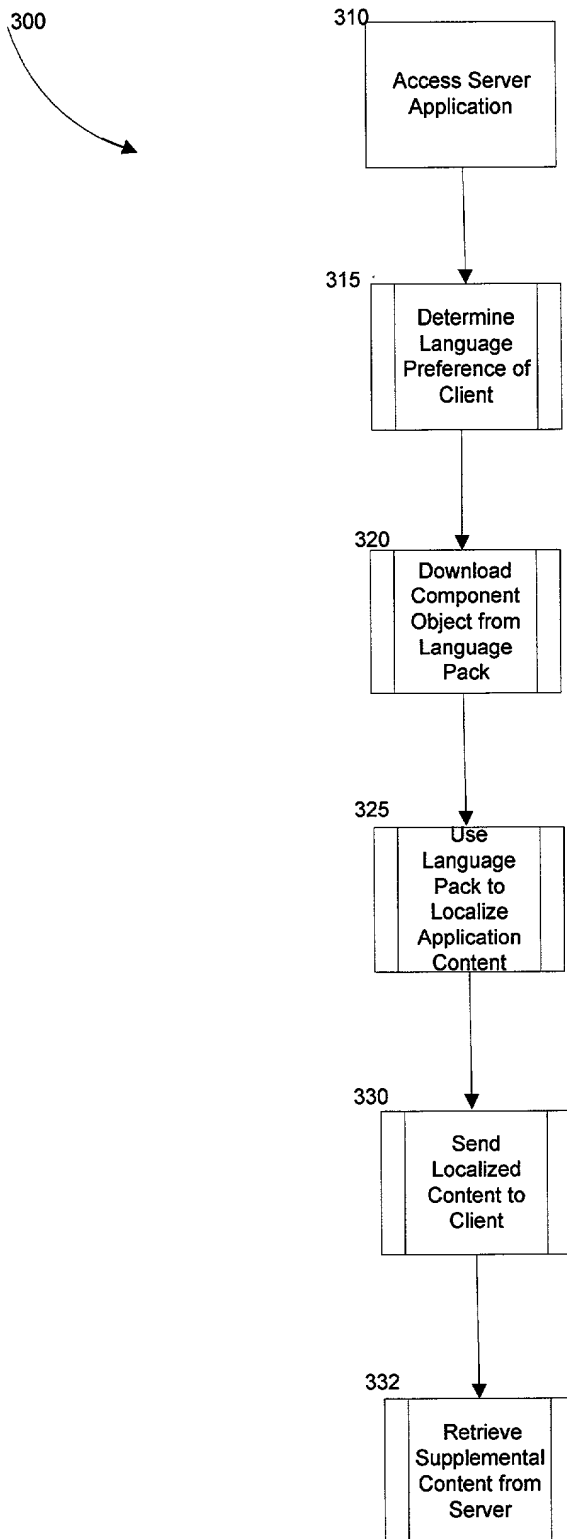 300
310
Access Server
Application
315
Determine
Language
Preference of
Client
320
Download
Component
Object from
Language
Pack
325
Use
Language
Pack to
Localize
Application
Content
330
Send
Localized
Content to
Client
332
Retrieve
Supplemental
Content from
Server